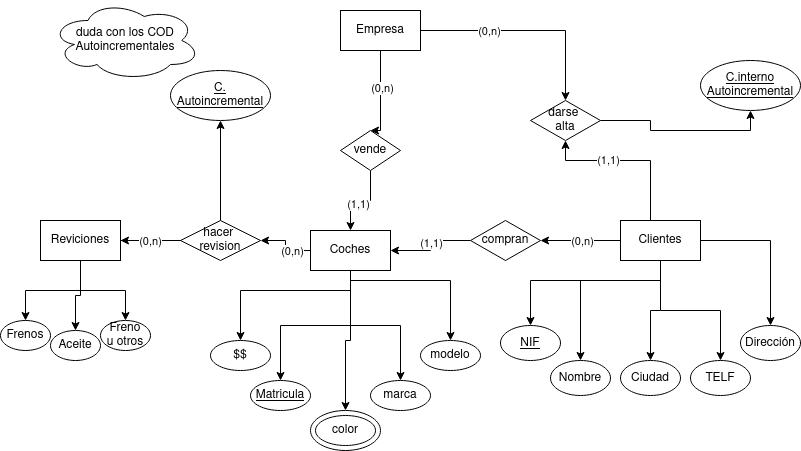 duda con los COD
Autoincrementales
Empresa
(0,n)
(0,n)
C.
Autoincremental
C.interno
Autoincremental
darse
alta
vende
(1,1)
(1,1)
Reviciones
(0,n)
hacer
revision
(0,n)
Coches
(1,1)
compran
(0,n)
Clientes
Frenos
Aceite
Freno
u otros
$$
Matricula
color
marca
modelo
NIF
Nombre
Ciudad
TELF
Dirección